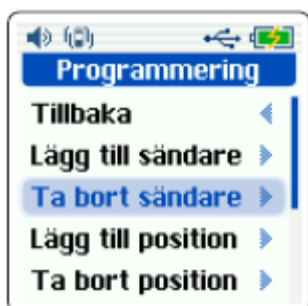 Programmering
Tillbaka
Lägg till sändare
Ta bort sändare
Lägg till position
Ta bort position